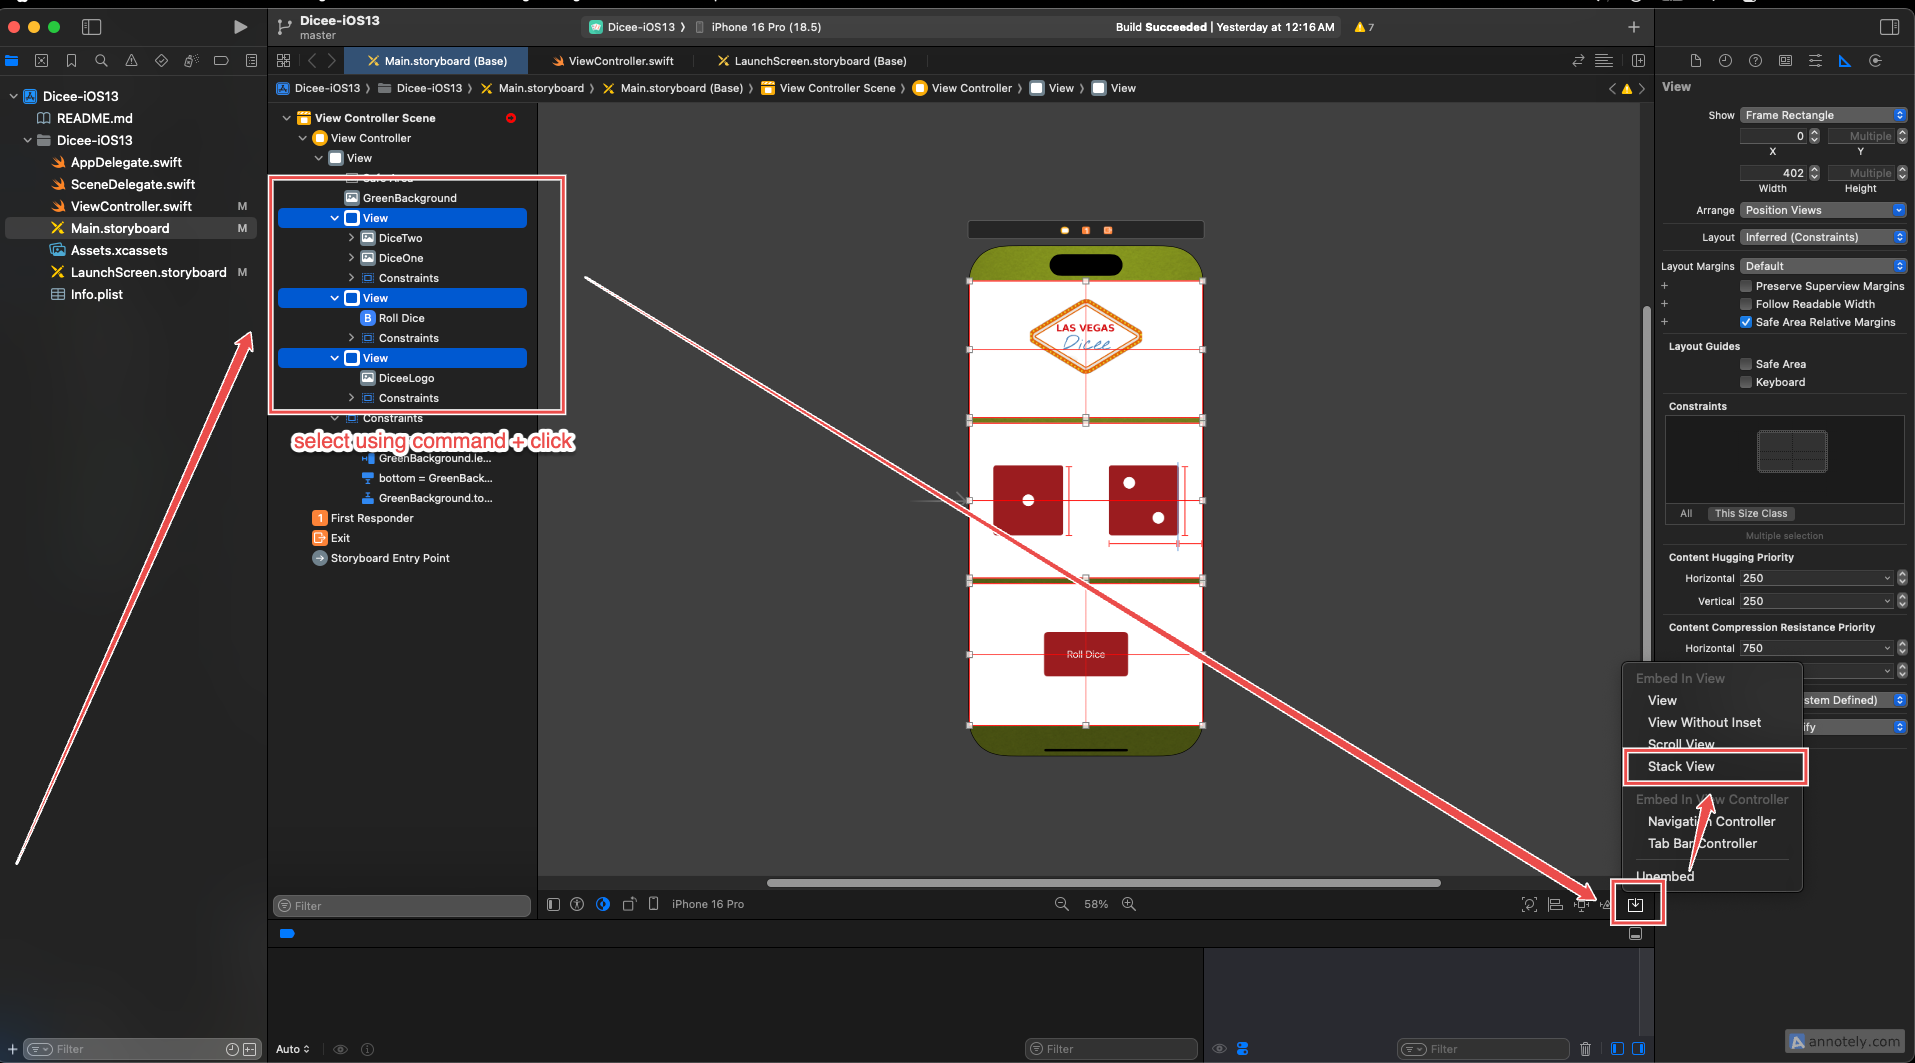 Dicee-iOS13
master
Dicee-iOS13 ⟩ iPhone 16 Pro (18.5)
Build Succeeded | Yesterday at 12:16 AM
7
Main.storyboard (Base)
ViewController.swift
LaunchScreen.storyboard (Base)
Dicee-iOS13 ⟩ Dicee-iOS13 ⟩ Main.storyboard ⟩ Main.storyboard (Base) ⟩ View Controller Scene ⟩ View Controller ⟩ View ⟩ View
Dicee-iOS13
README.md
Dicee-iOS13
AppDelegate.swift
SceneDelegate.swift
ViewController.swift M
Main.storyboard M
Assets.xcassets
LaunchScreen.storyboard M
Info.plist
Filter
View Controller Scene
View Controller
View
Safe Area
GreenBackground
View
DiceTwo
DiceOne
Constraints
View
B Roll Dice
Constraints
View
DiceeLogo
Constraints
Constraints
select using command + click
GreenBackground.le...
bottom = GreenBack...
GreenBackground.to...
1 First Responder
Exit
Storyboard Entry Point
Filter
LAS VEGAS
Dicee
Roll Dice
iPhone 16 Pro
58%
Auto
Filter
Filter
View
Show Frame Rectangle
0 Multiple
X Y
402 Multiple
Width Height
Arrange Position Views
Layout Inferred (Constraints)
Layout Margins Default
Preserve Superview Margins
Follow Readable Width
Safe Area Relative Margins
Layout Guides
Safe Area
Keyboard
Constraints
All This Size Class
Multiple selection
Content Hugging Priority
Horizontal 250
Vertical 250
Content Compression Resistance Priority
Horizontal 750
stem Defined)
ify
Embed In View
View
View Without Inset
Scroll View
Stack View
Embed In View Controller
Navigation Controller
Tab Bar Controller
Unembed
annotely.com